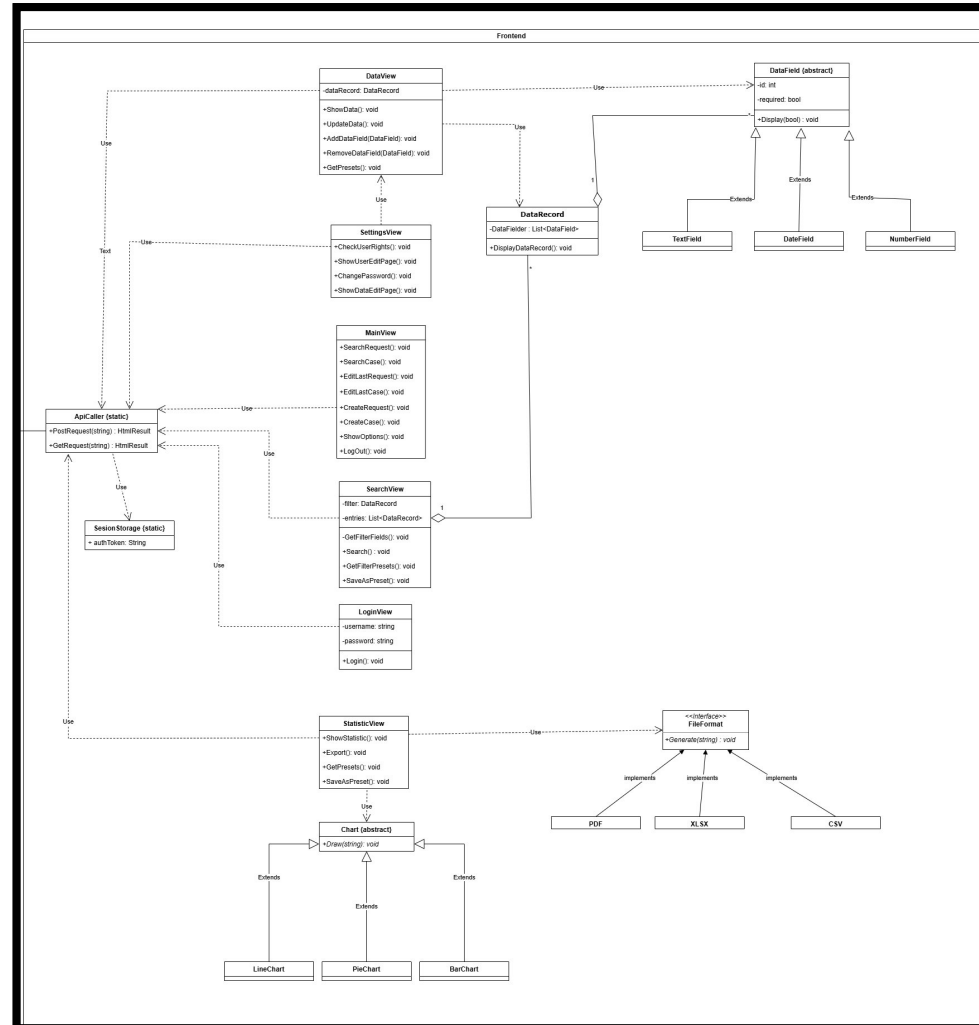 Frontend
DataView
-dataRecord: DataRecord
+ShowData(): void
+UpdateData(): void
+AddDataField(DataField): void
+RemoveDataField(DataField): void
+GetPresets(): void
Use
DataField {abstract}
-id: int
-required: bool
+Display(bool) : void
*
Use
Use
Use
1
Extends
Extends
Extends
Extends
TextField
DateField
NumberField
DataRecord
-DataFielder : List<DataField>
+DisplayDataRecord(): void
*
SettingsView
+CheckUserRights(): void
+ShowUserEditPage(): void
+ChangePassword(): void
+ShowDataEditPage(): void
Use
Text
MainView
+SearchRequest(): void
+SearchCase(): void
+EditLastRequest(): void
+EditLastCase(): void
+CreateRequest(): void
+CreateCase(): void
+ShowOptions(): void
+LogOut(): void
Use
ApiCaller {static}
+PostRequest(string) : HtmlResult
+GetRequest(string) : HtmlResult
Use
Use
SesionStorage {static}
+ authToken: String
SearchView
-filter: DataRecord
-entries: List<DataRecord>
-GetFilterFields(): void
+Search() : void
+GetFilterPresets(): void
+SaveAsPreset(): void
1
Use
LoginView
-username: string
-password: string
+Login(): void
Use
StatisticView
+ShowStatistic(): void
+Export(): void
+GetPresets(): void
+SaveAsPreset(): void
Use
<<Interface>>
FileFormat
+Generate(string) : void
implements
implements
implements
PDF
XLSX
CSV
Use
Chart {abstract}
+Draw(string): void
Extends
Extends
Extends
LineChart
PieChart
BarChart